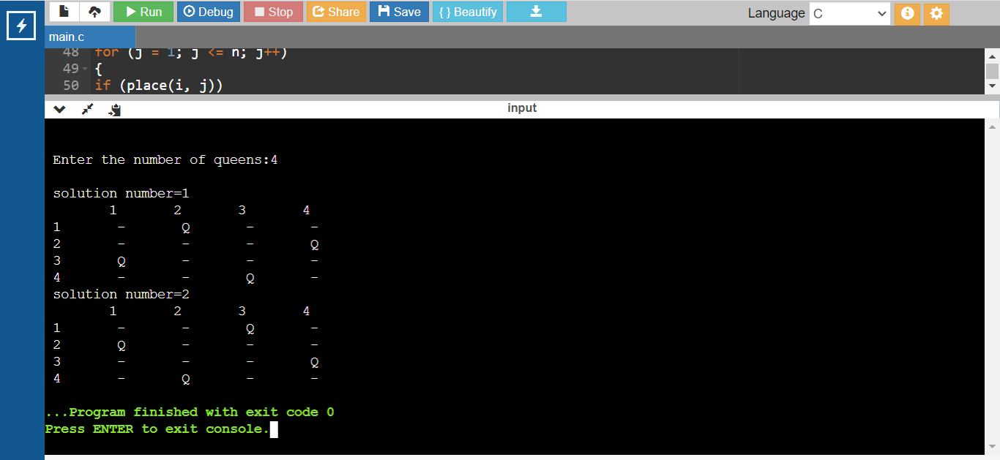 Run Debug Stop Share Save { } Beautify Language C
main.c
48 for (j = 1; j <= n; j++)
49 {
50 if (place(i, j))
input
Enter the number of queens:4
solution number=1
1 2 3 4
1 - Q - -
2 - - - Q
3 Q - - -
4 - - Q -
solution number=2
1 2 3 4
1 - - Q -
2 Q - - -
3 - - - Q
4 - Q - -
...Program finished with exit code 0
Press ENTER to exit console.